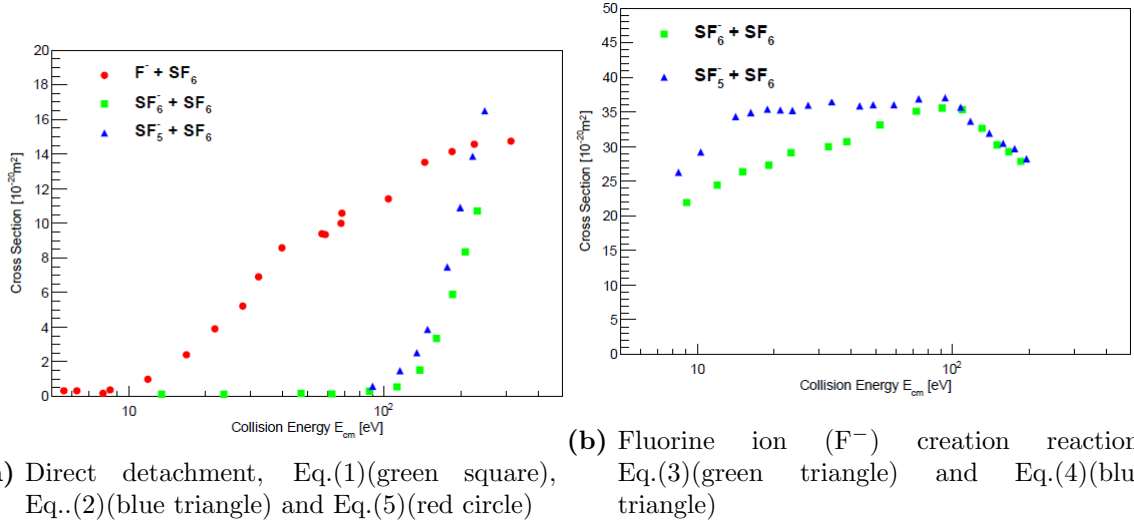 20
18
16
14
12
10
8
6
4
2
0
Cross Section [10⁻²⁰m²]
F⁻ + SF₆
SF₆⁻ + SF₆
SF₅⁻ + SF₆
10
10²
Collision Energy E_cm [eV]
50
45
40
35
30
25
20
15
10
5
0
Cross Section [10⁻²⁰m²]
SF₆⁻ + SF₆
SF₅⁻ + SF₆
10
10²
Collision Energy E_cm [eV]
) Direct detachment, Eq.(1)(green square),
Eq..(2)(blue triangle) and Eq.(5)(red circle)
(b) Fluorine ion (F⁻) creation reaction
Eq.(3)(green triangle) and Eq.(4)(blu
triangle)